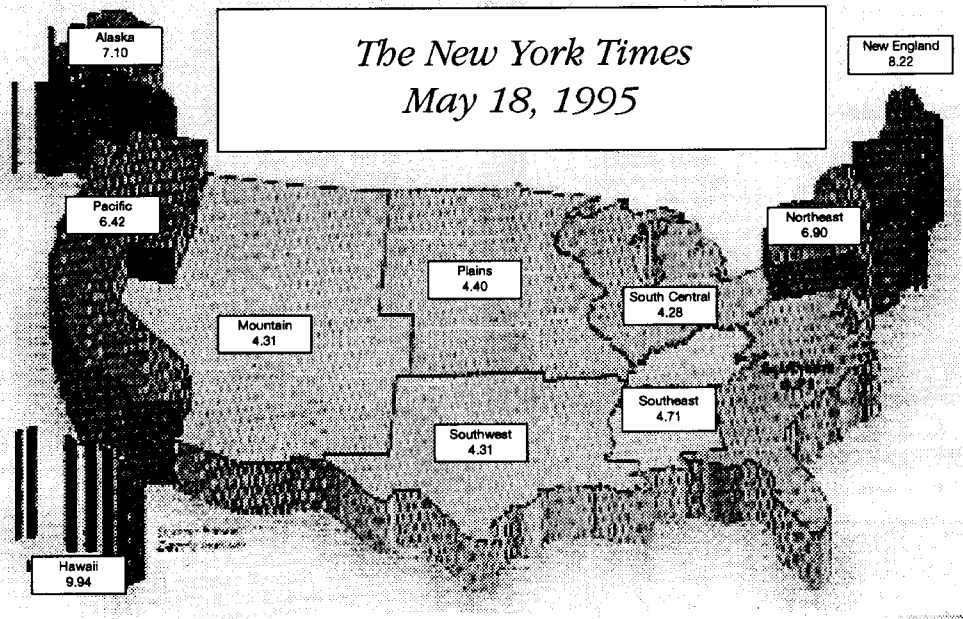 The New York Times
May 18, 1995
Alaska
7.10
New England
8.22
Pacific
6.42
Northeast
6.90
Plains
4.40
South Central
4.28
Mountain
4.31
Southeast
4.71
Southwest
4.31
Hawaii
9.94